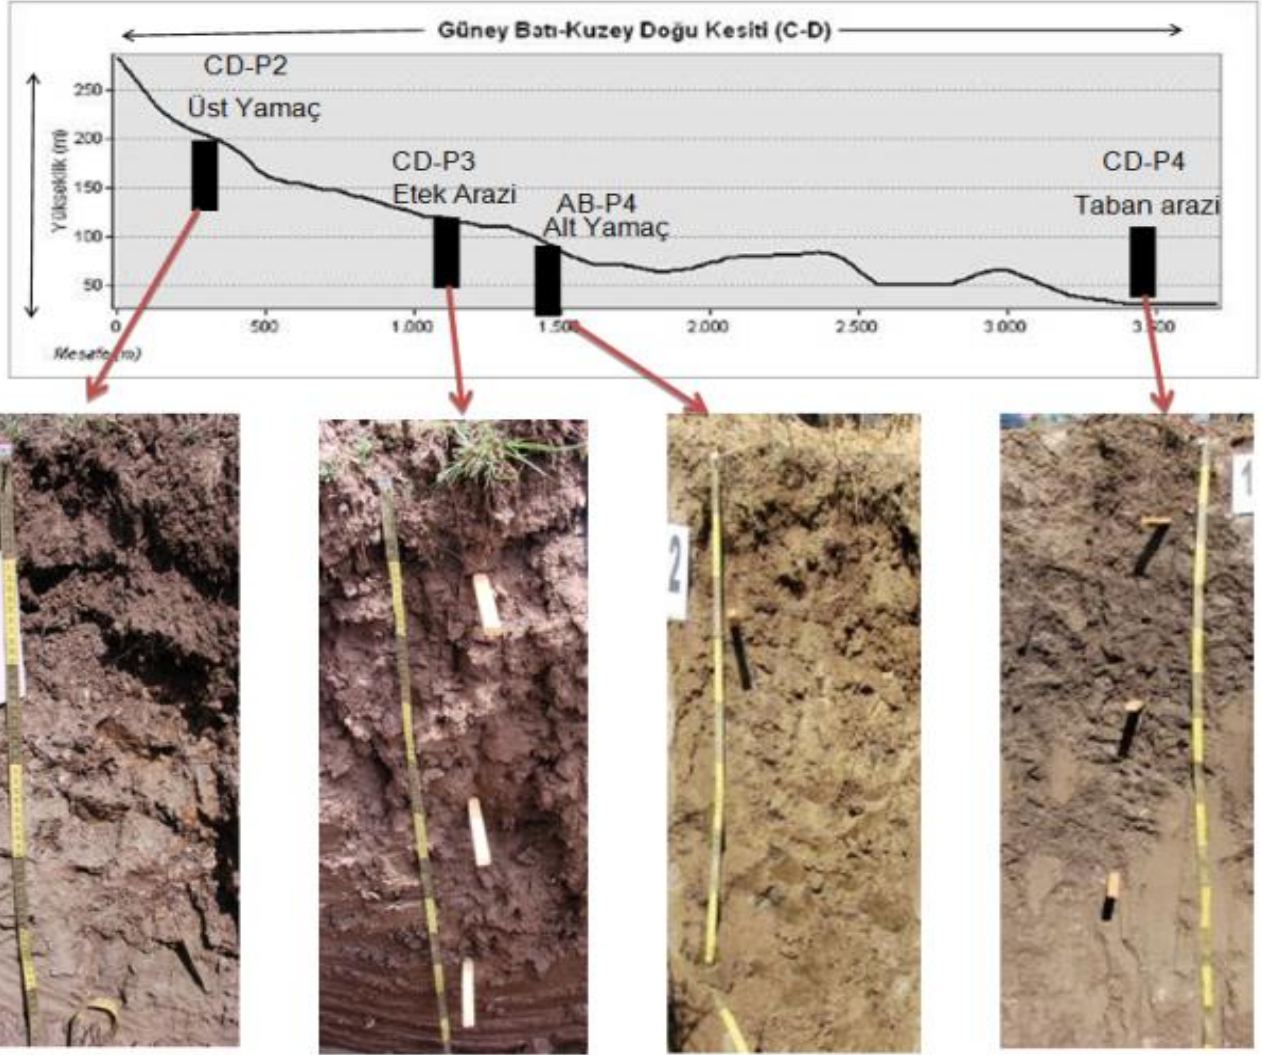 Güney Batı-Kuzey Doğu Kesiti (C-D)
CD-P2
Üst Yamaç
CD-P3
Etek Arazi
AB-P4
Alt Yamaç
CD-P4
Taban arazi
Yükseklik (m)
250
200
150
100
50
0
500
1.000
1.500
2.000
2.500
3.000
3.500
Mesafe (m)
2
1